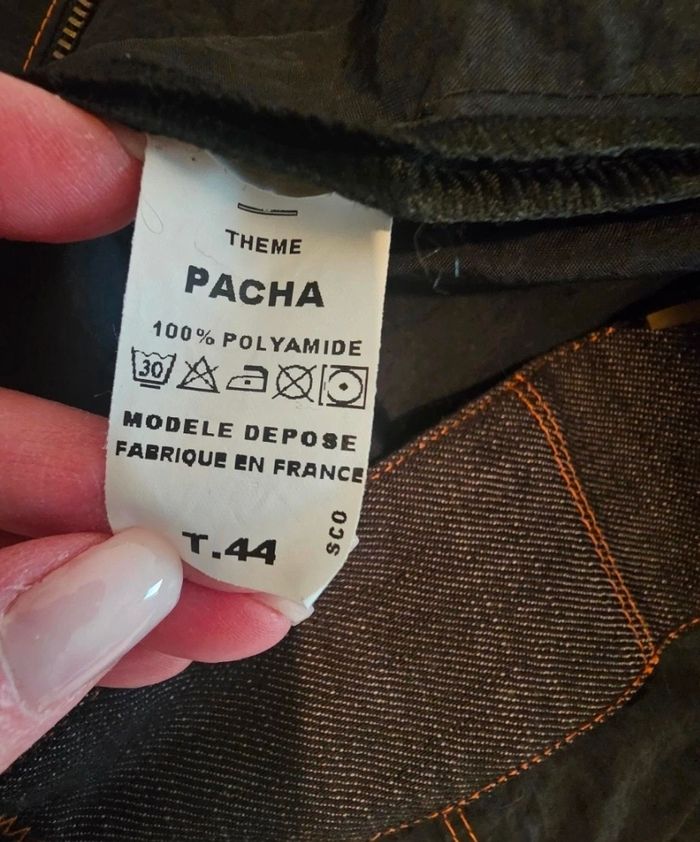 THEME
PACHA
100% POLYAMIDE
30
MODELE DEPOSE
FABRIQUE EN FRANCE
SCO
T.44